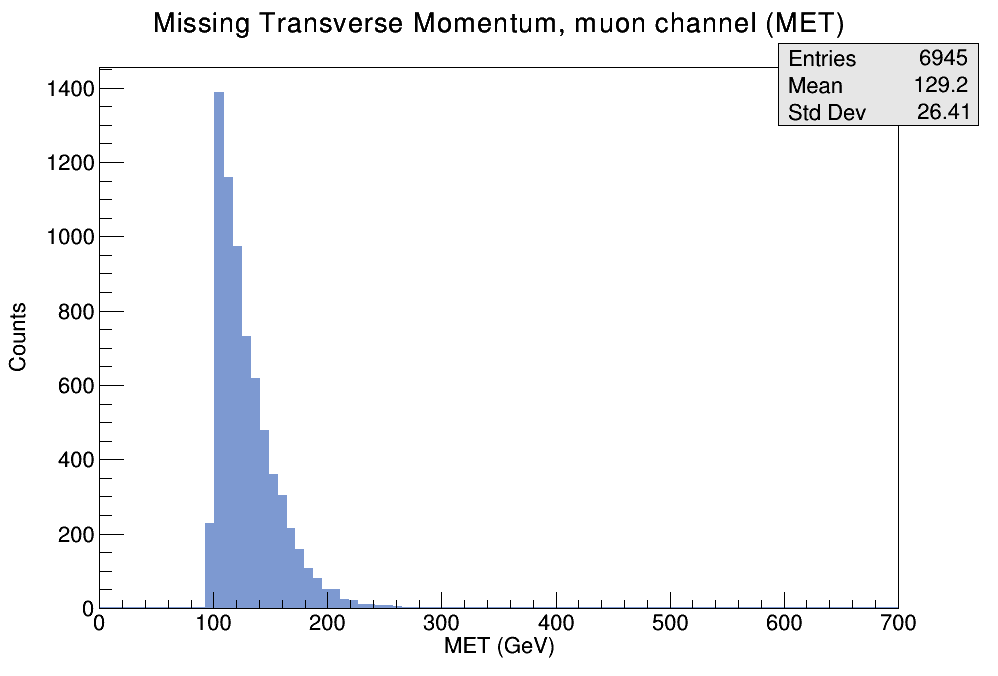 Missing Transverse Momentum, muon channel (MET)
Entries 6945
Mean 129.2
Std Dev 26.41
1400
1200
1000
800
600
400
200
0
Counts
0 100 200 300 400 500 600 700
MET (GeV)